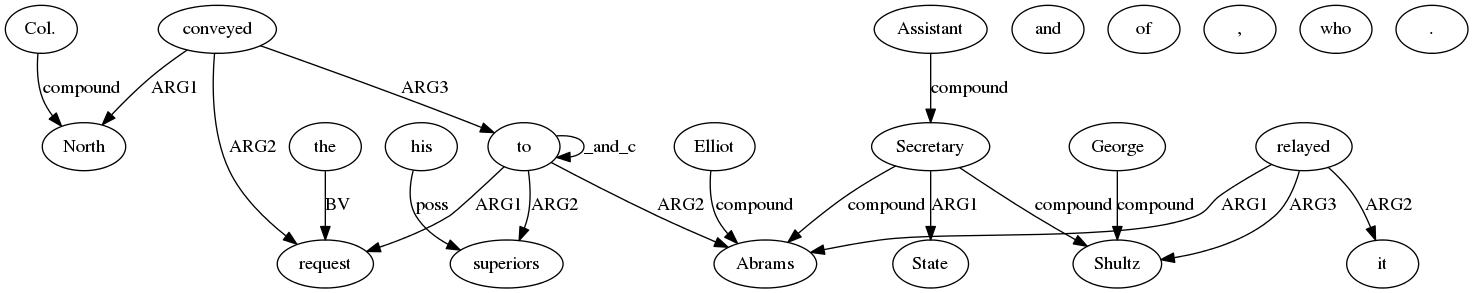 Col. conveyed Assistant and of , who .
compound ARG1 ARG3 compound
North ARG2 the his to _and_c Elliot Secretary George relayed
BV poss ARG1 ARG2 ARG2 compound compound ARG1 compound compound ARG1 ARG3 ARG2
request superiors Abrams State Shultz it